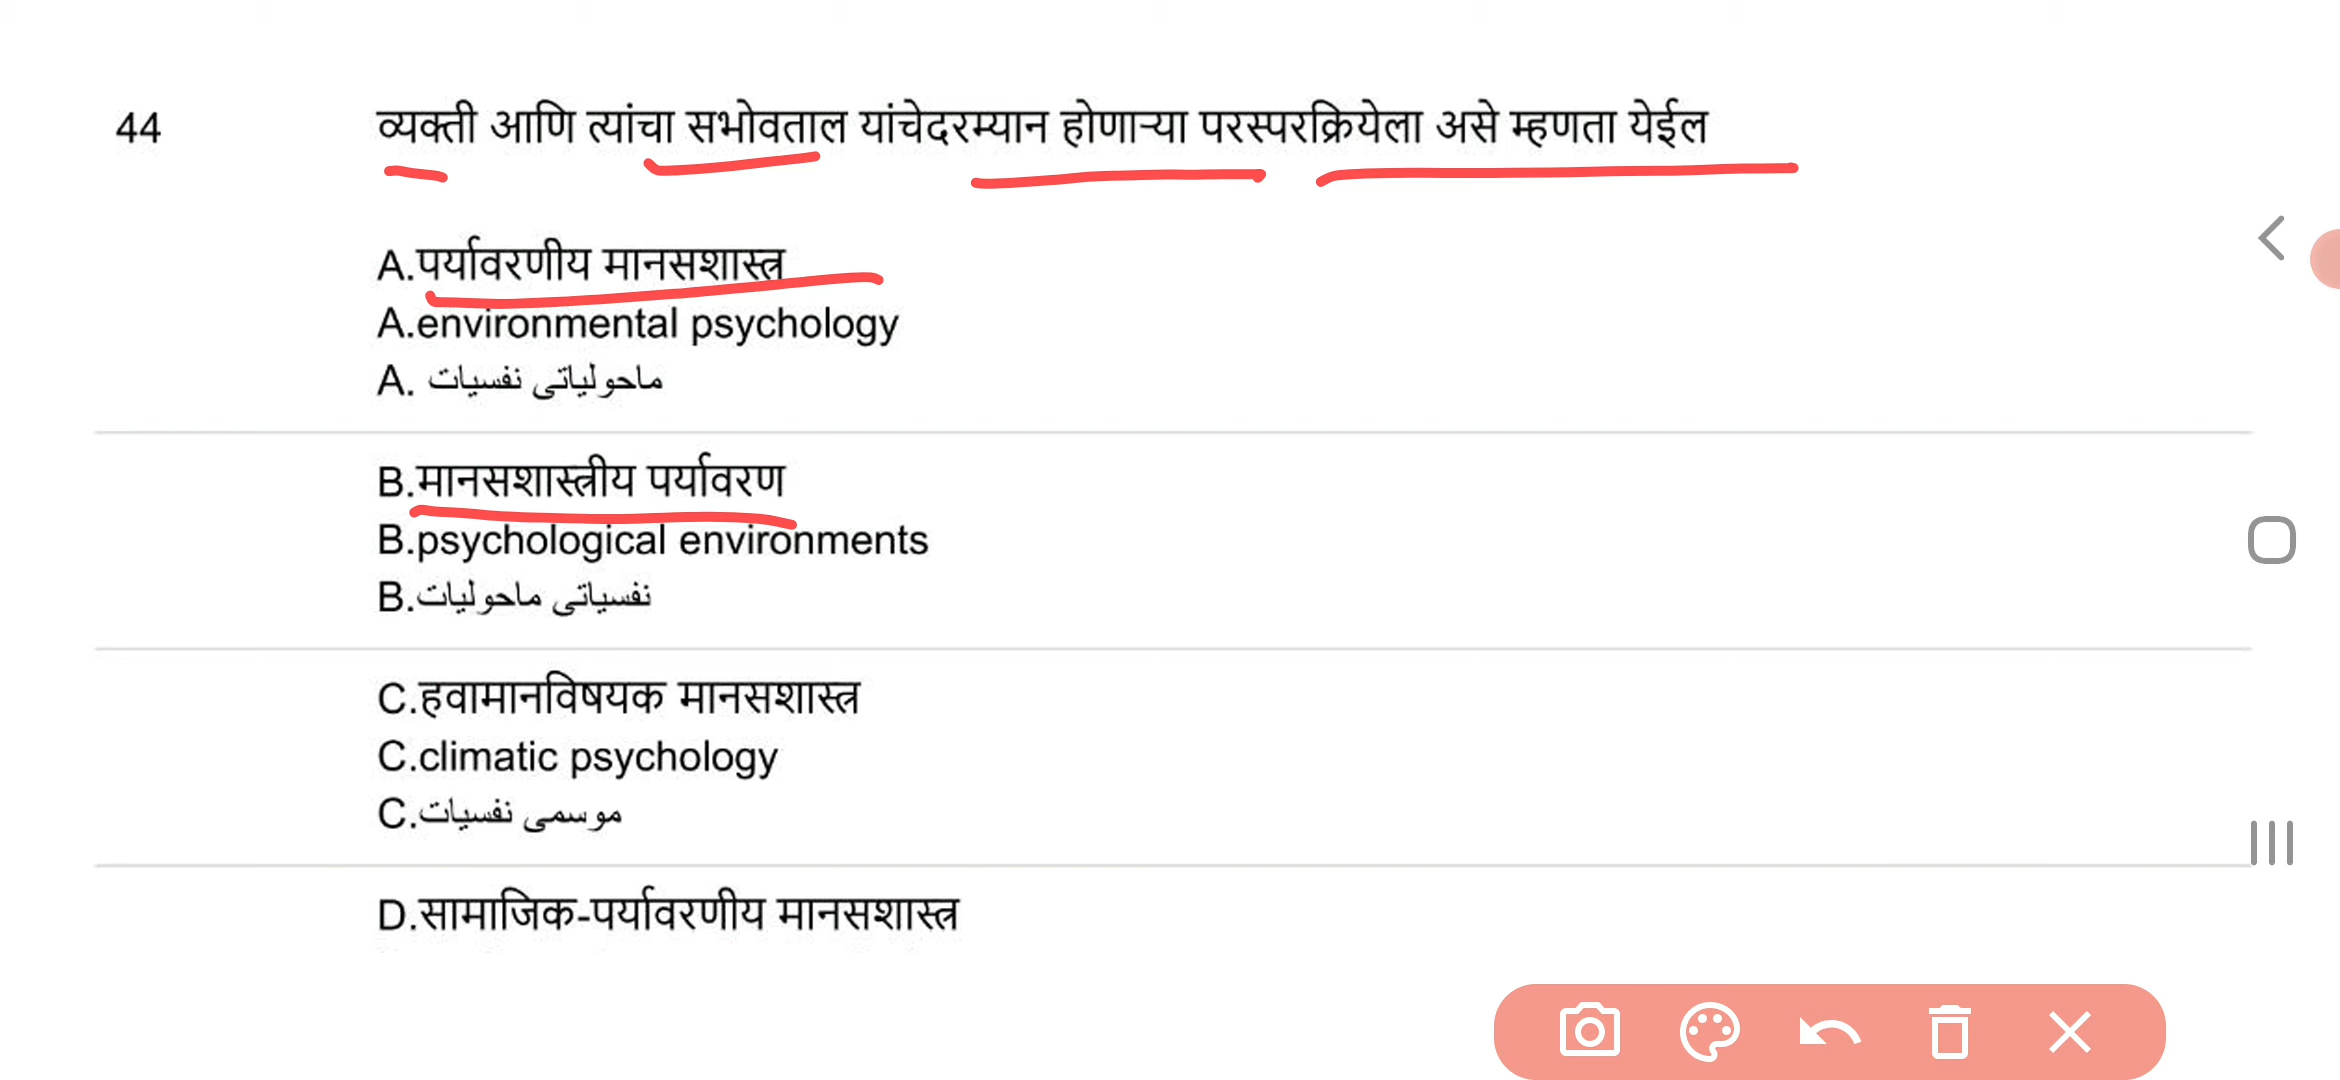 44 व्यक्ती आणि त्यांचा सभोवताल यांचेदरम्यान होणाऱ्या परस्परक्रियेला असे म्हणता येईल
A.पर्यावरणीय मानसशास्त्र
A.environmental psychology
A. ماحولیاتی نفسیات
B.मानसशास्त्रीय पर्यावरण
B.psychological environments
B.نفسیاتی ماحولیات
C.हवामानविषयक मानसशास्त्र
C.climatic psychology
C.موسمی نفسیات
D.सामाजिक-पर्यावरणीय मानसशास्त्र